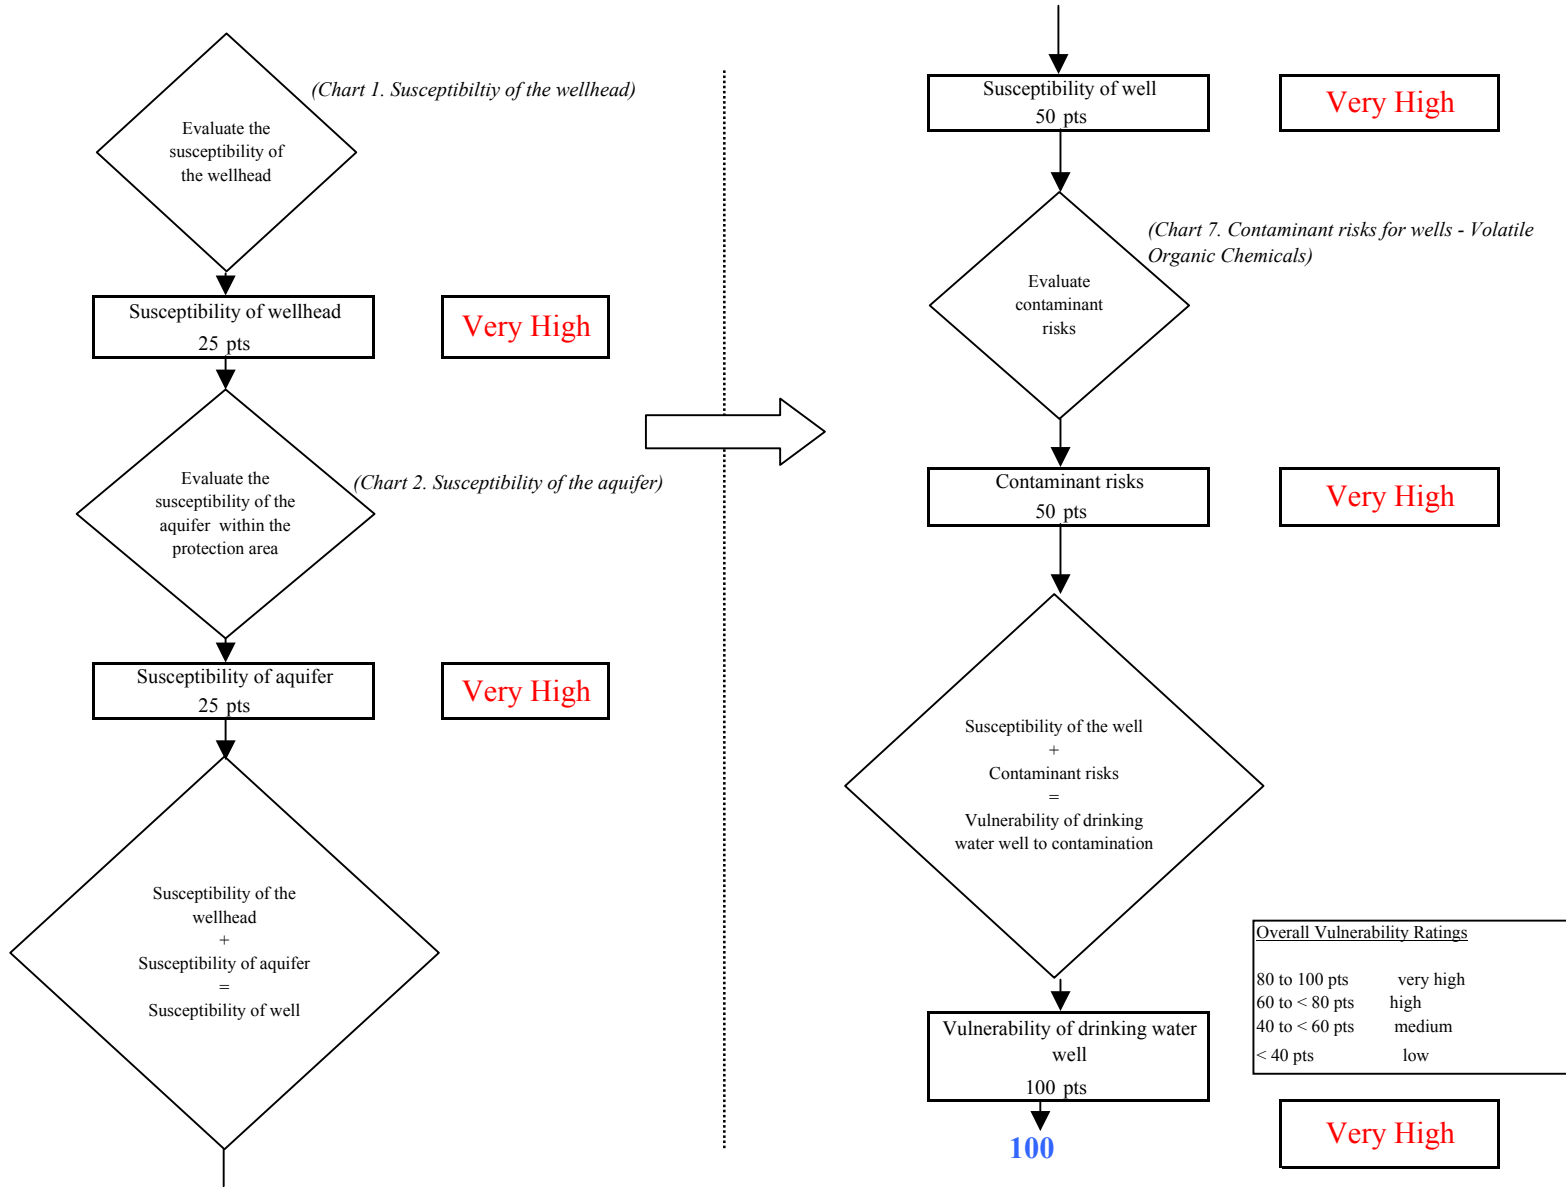 (Chart 1. Susceptibiltiy of the wellhead)
Evaluate the
susceptibility of
the wellhead
Susceptibility of wellhead
25 pts
Very High
Evaluate the
susceptibility of the
aquifer within the
protection area
(Chart 2. Susceptibility of the aquifer)
Susceptibility of aquifer
25 pts
Very High
Susceptibility of the
wellhead
+
Susceptibility of aquifer
=
Susceptibility of well
Susceptibility of well
50 pts
Very High
(Chart 7. Contaminant risks for wells - Volatile
Organic Chemicals)
Evaluate
contaminant
risks
Contaminant risks
50 pts
Very High
Susceptibility of the well
+
Contaminant risks
=
Vulnerability of drinking
water well to contamination
Overall Vulnerability Ratings
80 to 100 pts very high
60 to < 80 pts high
40 to < 60 pts medium
< 40 pts low
Vulnerability of drinking water
well
100 pts
100
Very High